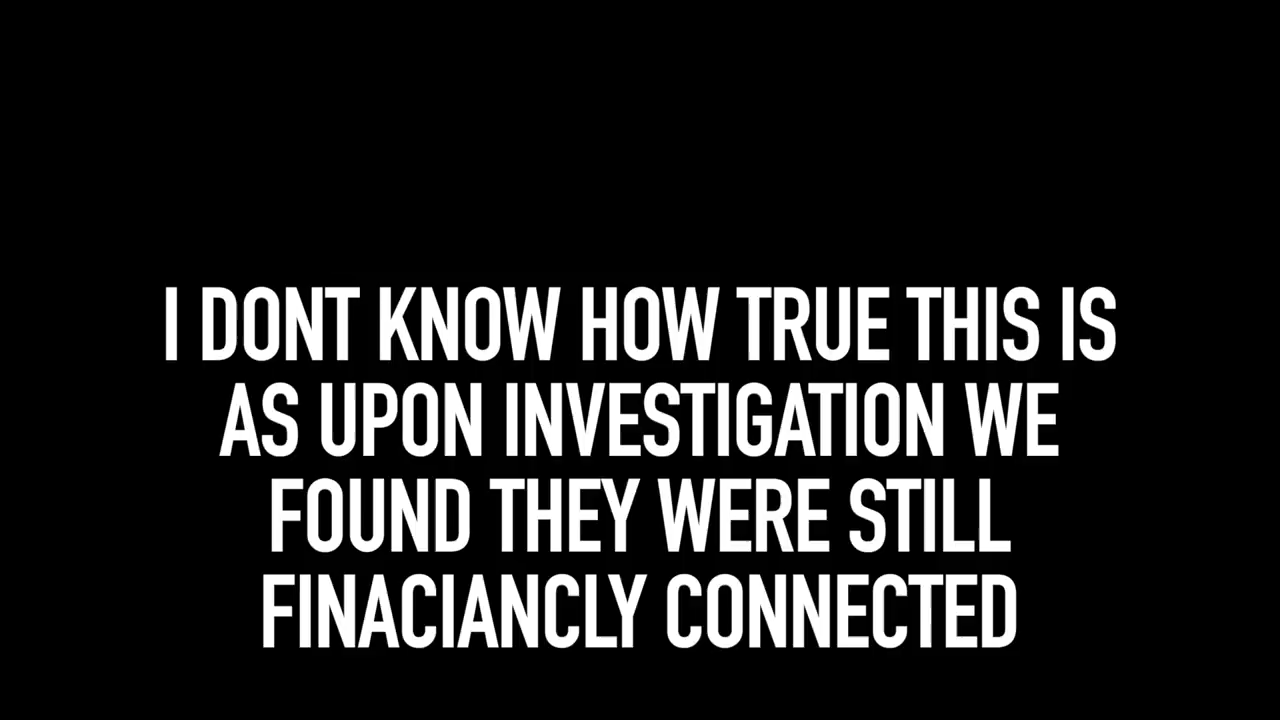 I DONT KNOW HOW TRUE THIS IS
AS UPON INVESTIGATION WE
FOUND THEY WERE STILL
FINACIANCLY CONNECTED